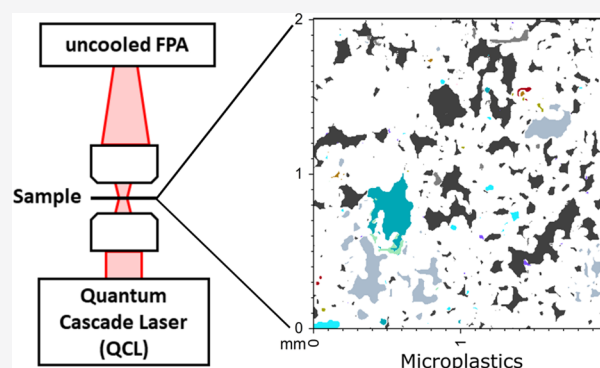 uncooled FPA
Sample
Quantum
Cascade Laser
(QCL)
2
1
0
mm
0
1
Microplastics